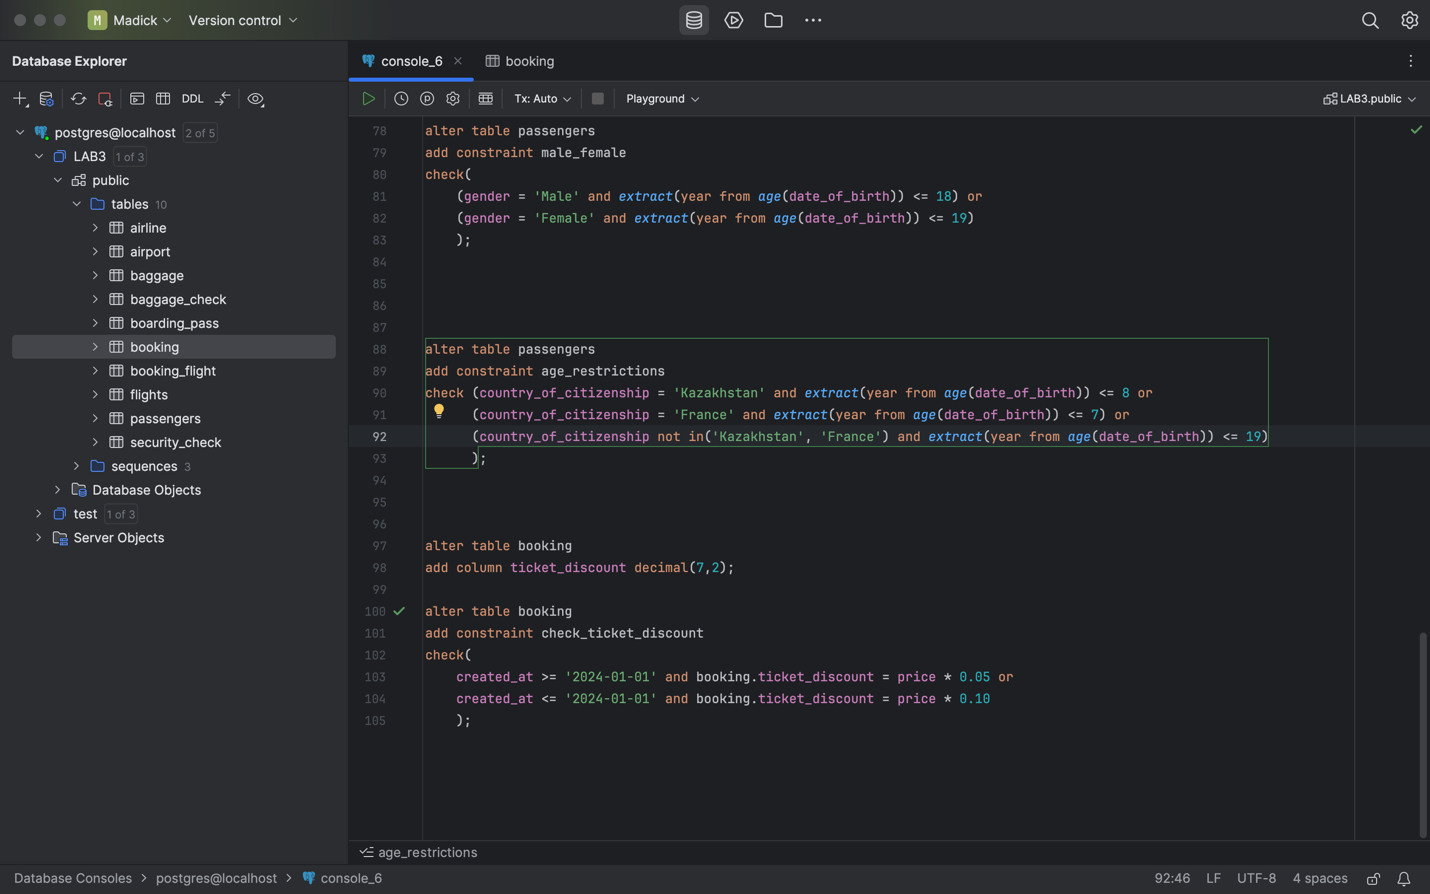 M Madick Version control
Database Explorer
console_6
booking
DDL
Tx: Auto
Playground
LAB3.public
postgres@localhost 2 of 5
LAB3 1 of 3
public
tables 10
airline
airport
baggage
baggage_check
boarding_pass
booking
booking_flight
flights
passengers
security_check
sequences 3
Database Objects
test 1 of 3
Server Objects
78 alter table passengers
79 add constraint male_female
80 check(
81 (gender = 'Male' and extract(year from age(date_of_birth)) <= 18) or
82 (gender = 'Female' and extract(year from age(date_of_birth)) <= 19)
83 );
84
85
86
87
88 alter table passengers
89 add constraint age_restrictions
90 check (country_of_citizenship = 'Kazakhstan' and extract(year from age(date_of_birth)) <= 8 or
91 (country_of_citizenship = 'France' and extract(year from age(date_of_birth)) <= 7) or
92 (country_of_citizenship not in('Kazakhstan', 'France') and extract(year from age(date_of_birth)) <= 19)
93 );
94
95
96
97 alter table booking
98 add column ticket_discount decimal(7,2);
99
100 alter table booking
101 add constraint check_ticket_discount
102 check(
103 created_at >= '2024-01-01' and booking.ticket_discount = price * 0.05 or
104 created_at <= '2024-01-01' and booking.ticket_discount = price * 0.10
105 );
age_restrictions
Database Consoles > postgres@localhost > console_6
92:46 LF UTF-8 4 spaces